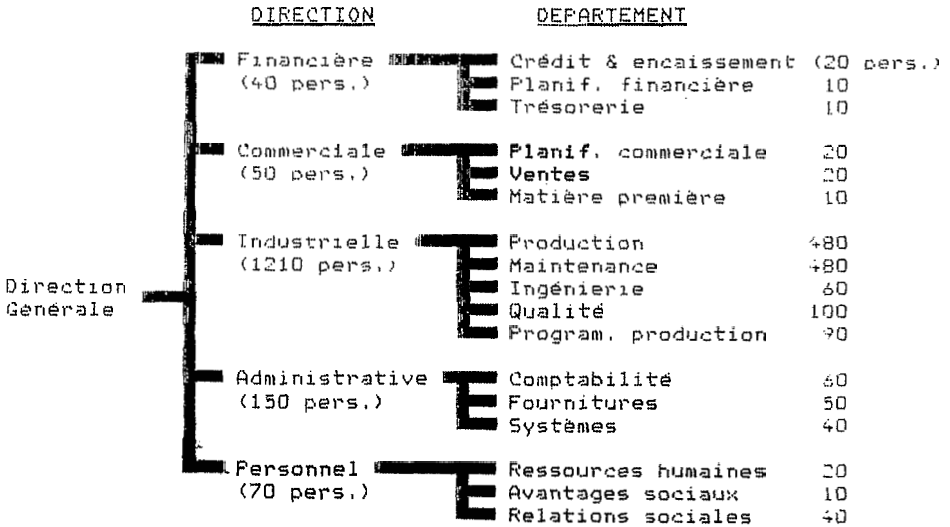 DIRECTION DEPARTEMENT
Financière Crédit & encaissement (20 pers.)
(40 pers.) Planif. financière 10
Trésorerie 10
Commerciale Planif. commerciale 20
(50 pers.) Ventes 20
Matière première 10
Industrielle Production 480
(1210 pers.) Maintenance 480
Direction Ingénierie 60
Générale Qualité 100
Program. production 90
Administrative Comptabilité 60
(150 pers.) Fournitures 50
Systèmes 40
Personnel Ressources humaines 20
(70 pers.) Avantages sociaux 10
Relations sociales 40